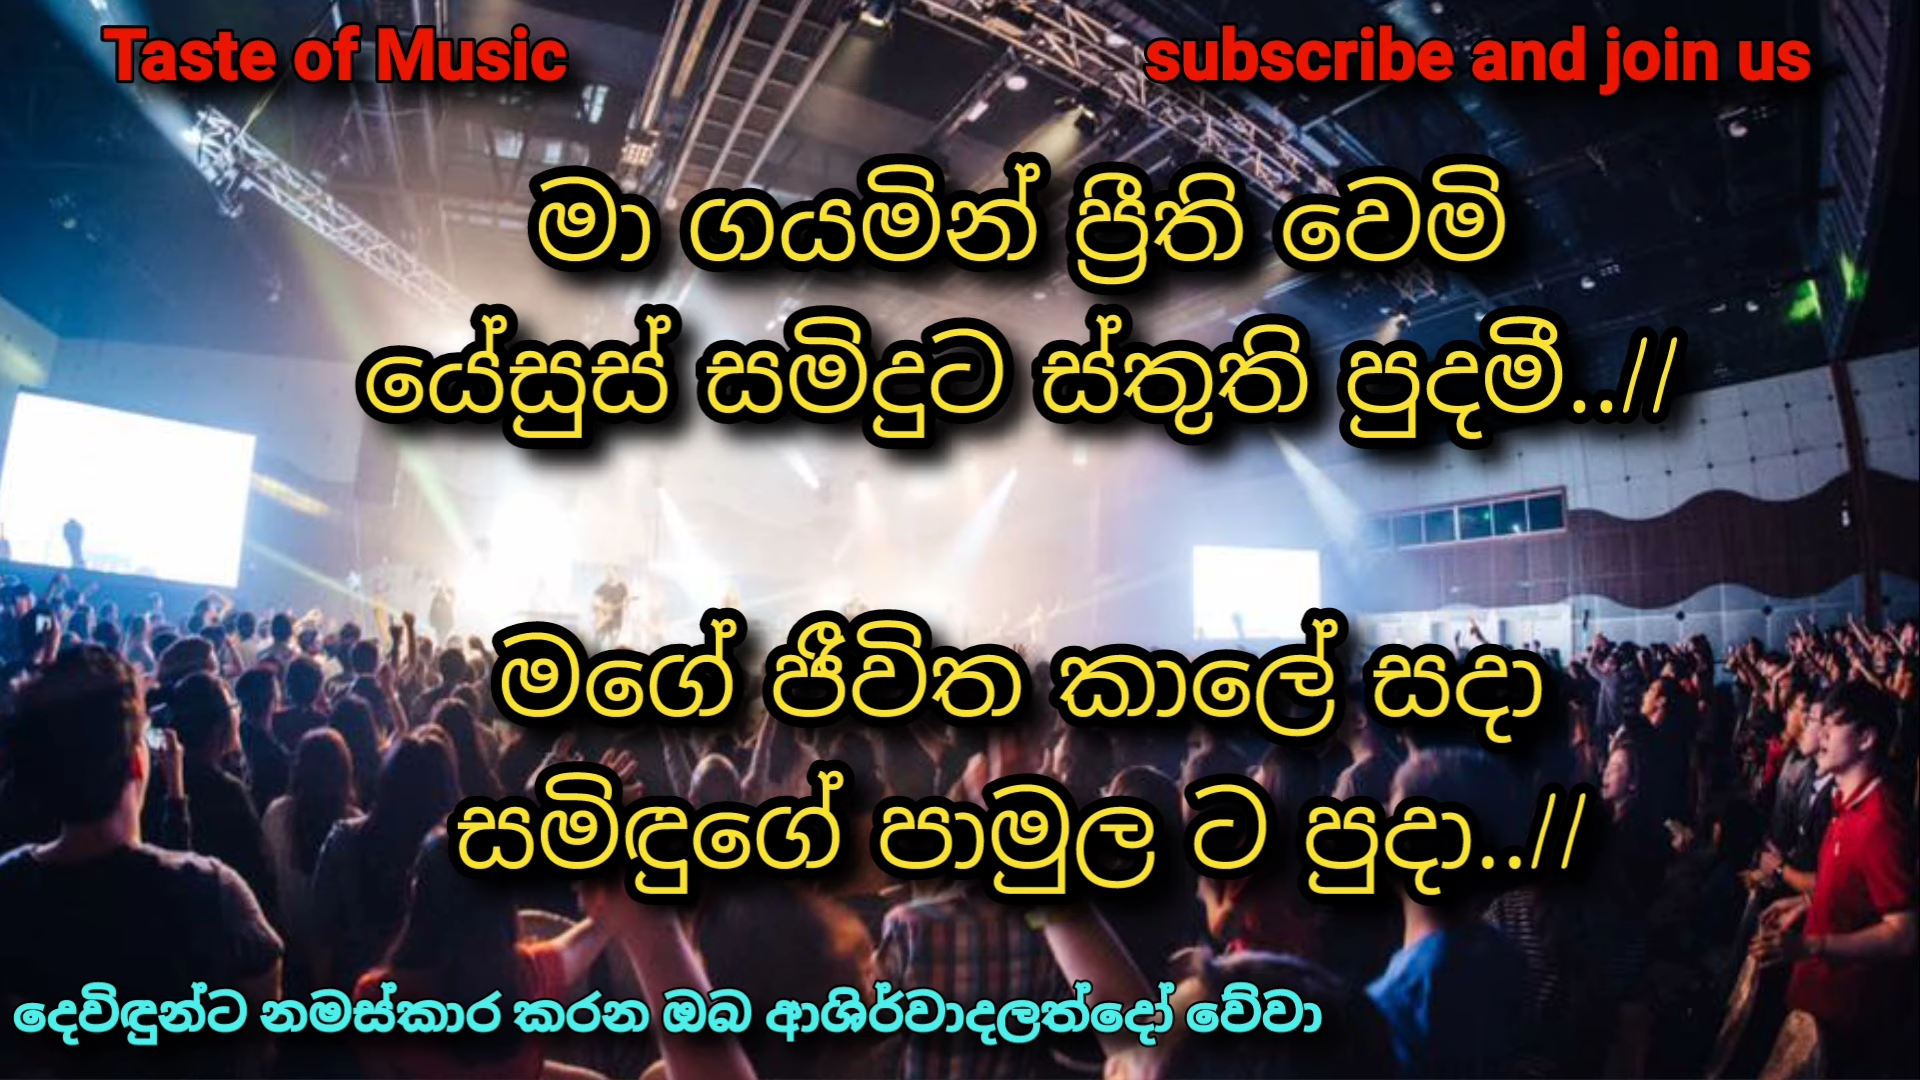 Taste of Music
subscribe and join us
මා ගයමින් ප්‍රීති වෙමි
යේසුස් සමිදුට ස්තුති පුදමී..//
මගේ ජීවිත කාලේ සදා
සමිඳුගේ පාමුල ට පුදා..//
දෙවිඳුන්ට නමස්කාර කරන ඔබ ආශිර්වාදලත්දෝ වේවා